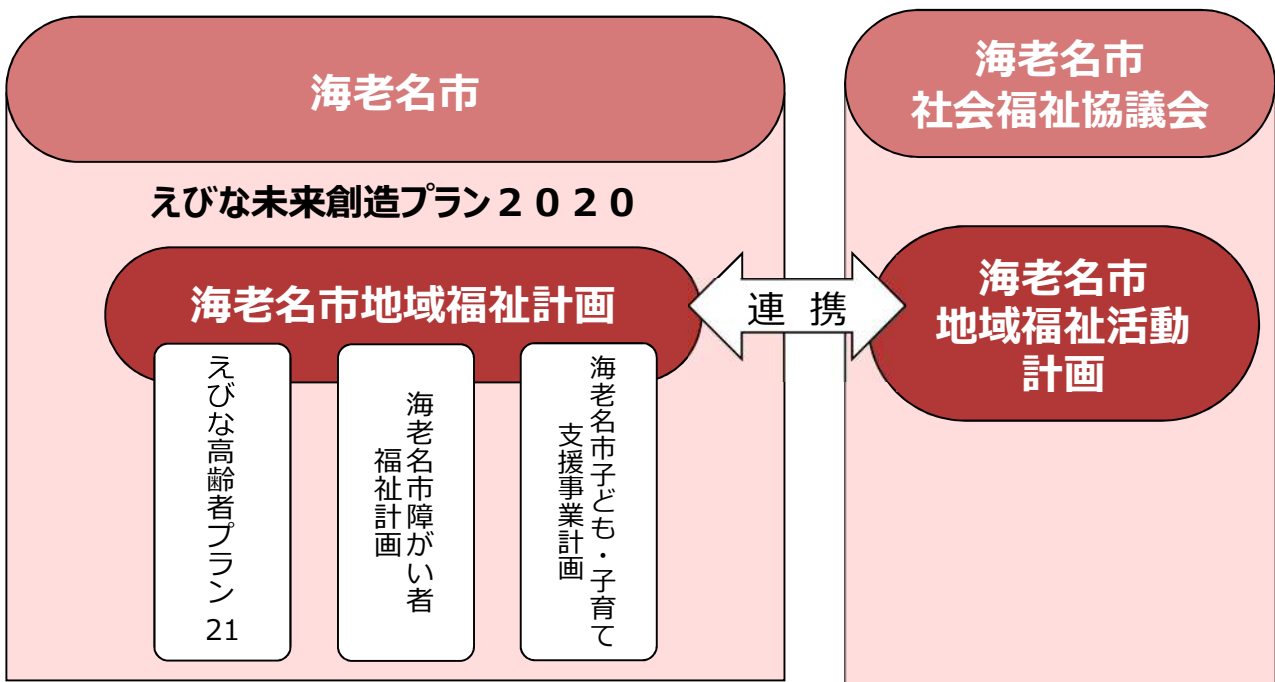 海老名市
えびな未来創造プラン２０２０
海老名市地域福祉計画
えびな高齢者プラン21
海老名市障がい者
福祉計画
海老名市子ども・子育て
支援事業計画
連携
海老名市
社会福祉協議会
海老名市
地域福祉活動
計画